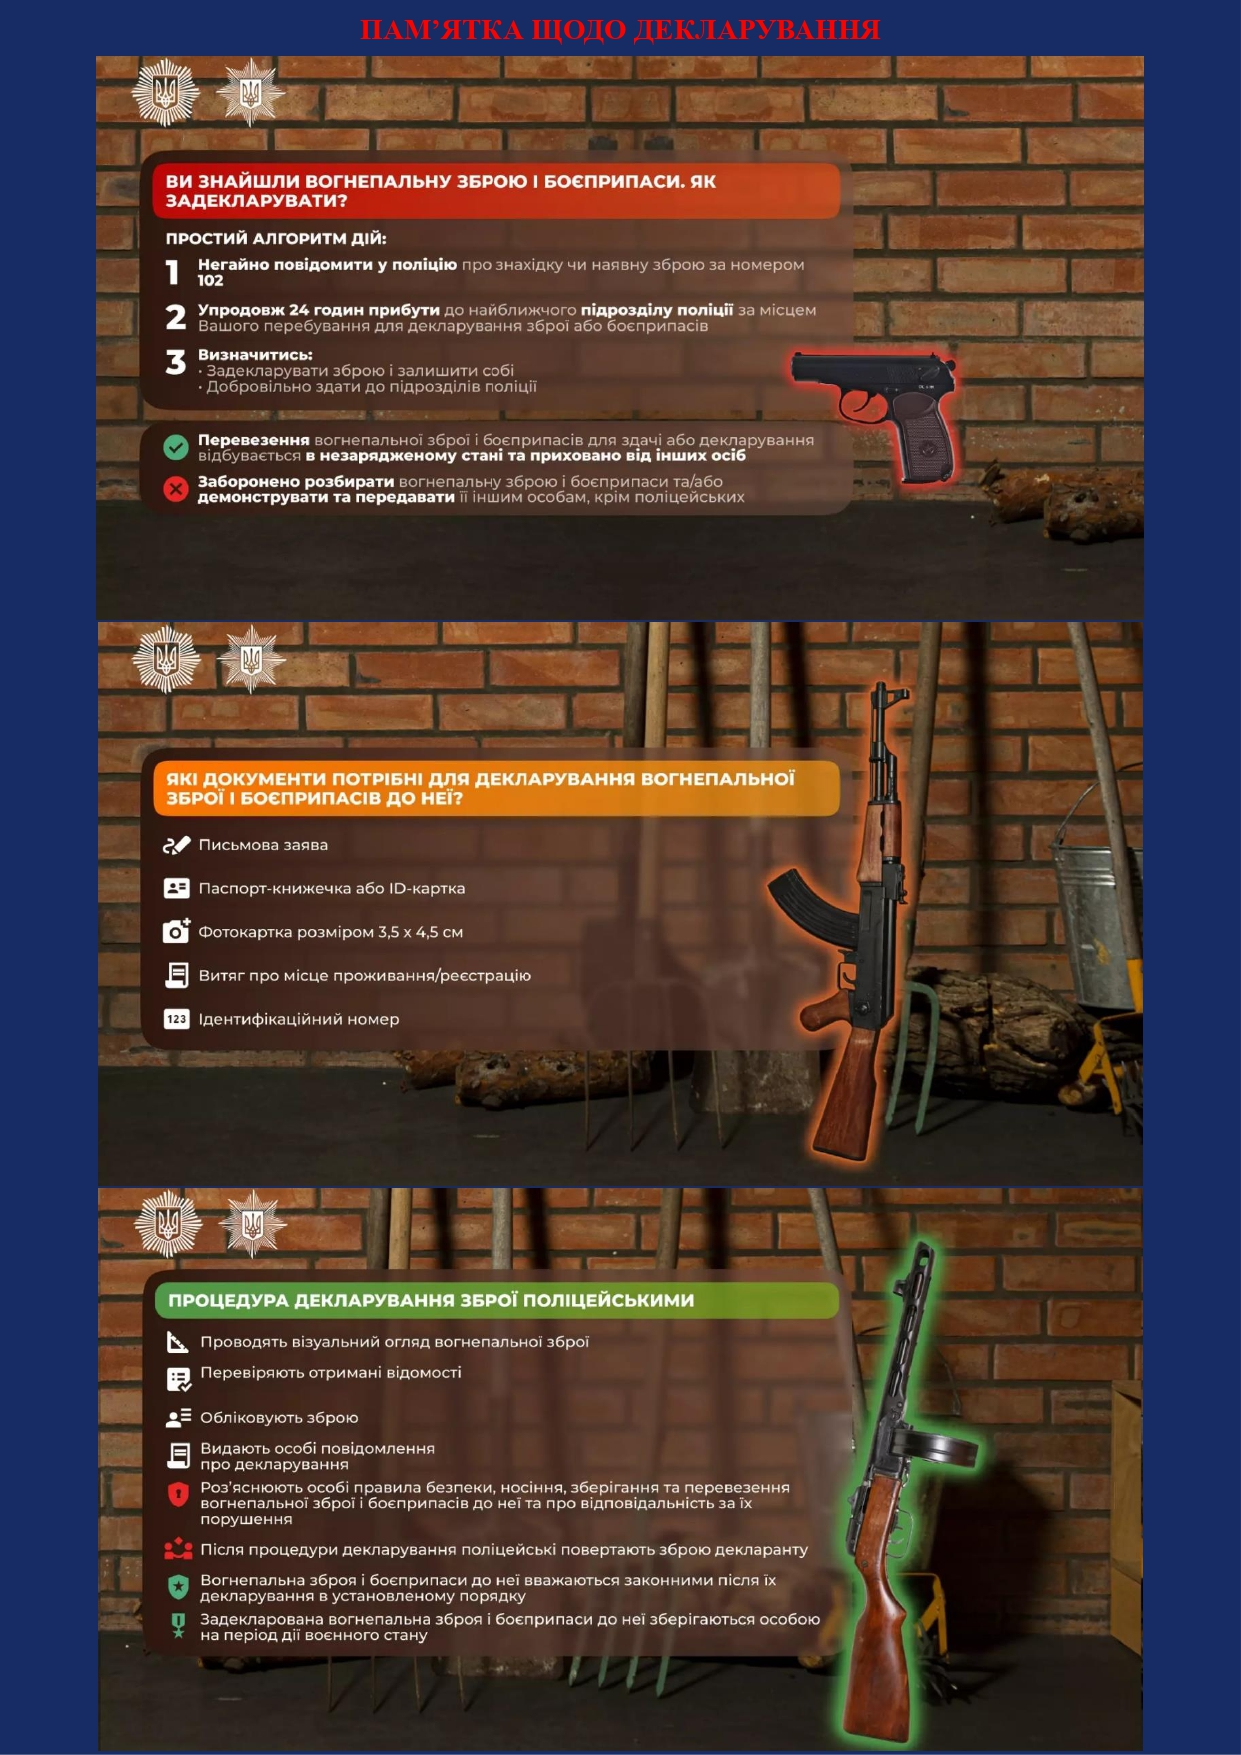 ПАМ’ЯТКА ЩОДО ДЕКЛАРУВАННЯ
ВИ ЗНАЙШЛИ ВОГНЕПАЛЬНУ ЗБРОЮ І БОЄПРИПАСИ. ЯК
ЗАДЕКЛАРУВАТИ?
ПРОСТИЙ АЛГОРИТМ ДІЙ:
1 Негайно повідомити у поліцію про знахідку чи наявну зброю за номером
102
2 Упродовж 24 годин прибути до найближчого підрозділу поліції за місцем
Вашого перебування для декларування зброї або боєприпасів
3 Визначитись:
· Задекларувати зброю і залишити собі
· Добровільно здати до підрозділів поліції
Перевезення вогнепальної зброї і боєприпасів для здачі або декларування
відбувається в незарядженому стані та приховано від інших осіб
Заборонено розбирати вогнепальну зброю і боєприпаси та/або
демонструвати та передавати її іншим особам, крім поліцейських
ЯКІ ДОКУМЕНТИ ПОТРІБНІ ДЛЯ ДЕКЛАРУВАННЯ ВОГНЕПАЛЬНОЇ
ЗБРОЇ І БОЄПРИПАСІВ ДО НЕЇ?
Письмова заява
Паспорт-книжечка або ID-картка
Фотокартка розміром 3,5 х 4,5 см
Витяг про місце проживання/реєстрацію
123 Ідентифікаційний номер
ПРОЦЕДУРА ДЕКЛАРУВАННЯ ЗБРОЇ ПОЛІЦЕЙСЬКИМИ
Проводять візуальний огляд вогнепальної зброї
Перевіряють отримані відомості
Обліковують зброю
Видають особі повідомлення
про декларування
Роз’яснюють особі правила безпеки, носіння, зберігання та перевезення
вогнепальної зброї і боєприпасів до неї та про відповідальність за їх
порушення
Після процедури декларування поліцейські повертають зброю декларанту
Вогнепальна зброя і боєприпаси до неї вважаються законними після їх
декларування в установленому порядку
Задекларована вогнепальна зброя і боєприпаси до неї зберігаються особою
на період дії воєнного стану